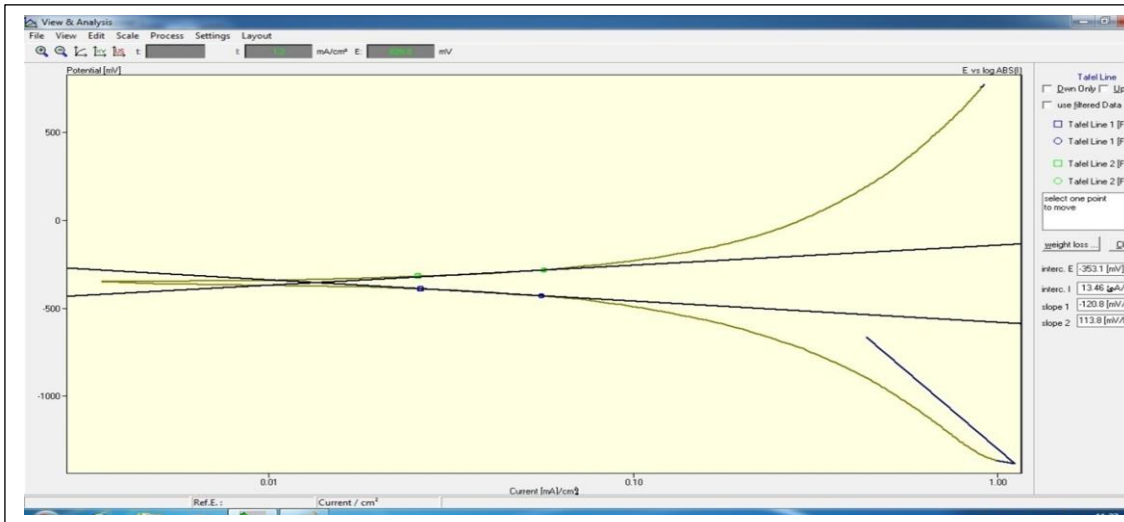 View & Analysis
File View Edit Scale Process Settings Layout
t: I: mA/cm² E: mV
Potential [mV]
E vs log ABS(I)
500
0
-500
-1000
0.01
0.10
1.00
Current [mA]/cm²
Ref.E. :
Current / cm²
Tafel Line
Dwn Only
use filtered Data
Tafel Line 1 [F
Tafel Line 1 [F
Tafel Line 2 [F
Tafel Line 2 [F
select one point
to move
weight loss ...
interc. E -353.1 [mV]
interc. I 13.46
slope 1 -120.8 [mV/
slope 2 113.8 [mV/